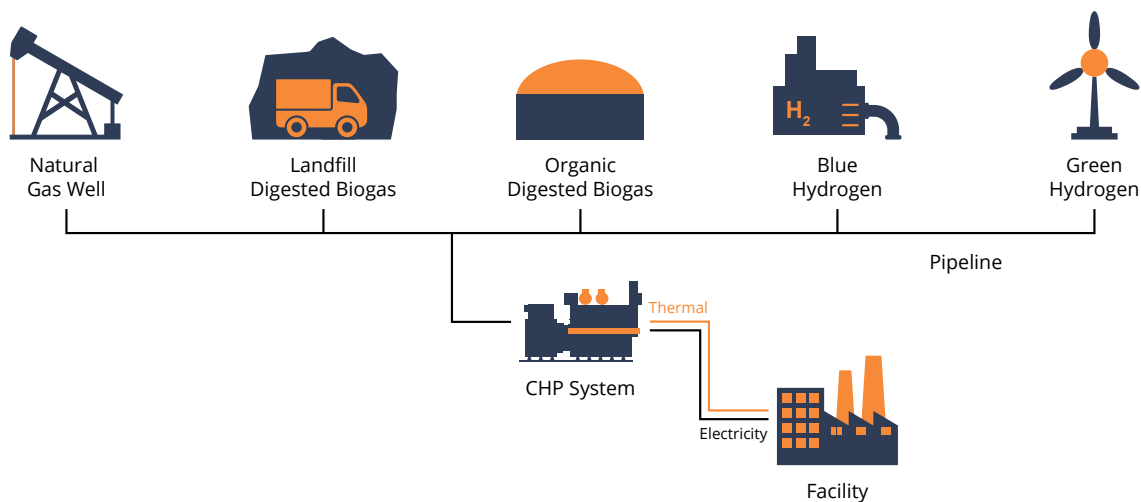 H2
Natural
Gas Well
Landfill
Digested Biogas
Organic
Digested Biogas
Blue
Hydrogen
Green
Hydrogen
Pipeline
Thermal
CHP System
Electricity
Facility